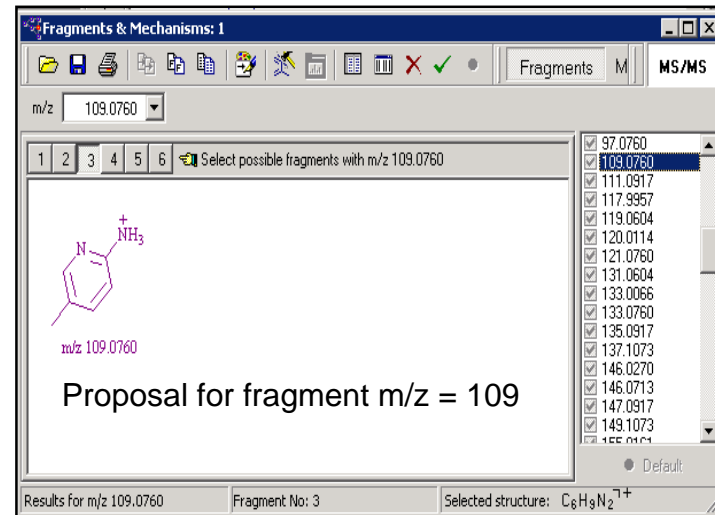 Fragments & Mechanisms: 1
Fragments M MS/MS
m/z 109.0760
1 2 3 4 5 6 Select possible fragments with m/z 109.0760
+
NH3
N
m/z 109.0760
Proposal for fragment m/z = 109
97.0760
109.0760
111.0917
117.9957
119.0604
120.0114
121.0760
131.0604
133.0066
133.0760
135.0917
137.1073
146.0270
146.0713
147.0917
149.1073
Default
Results for m/z 109.0760 Fragment No: 3 Selected structure: C6H9N2⁺